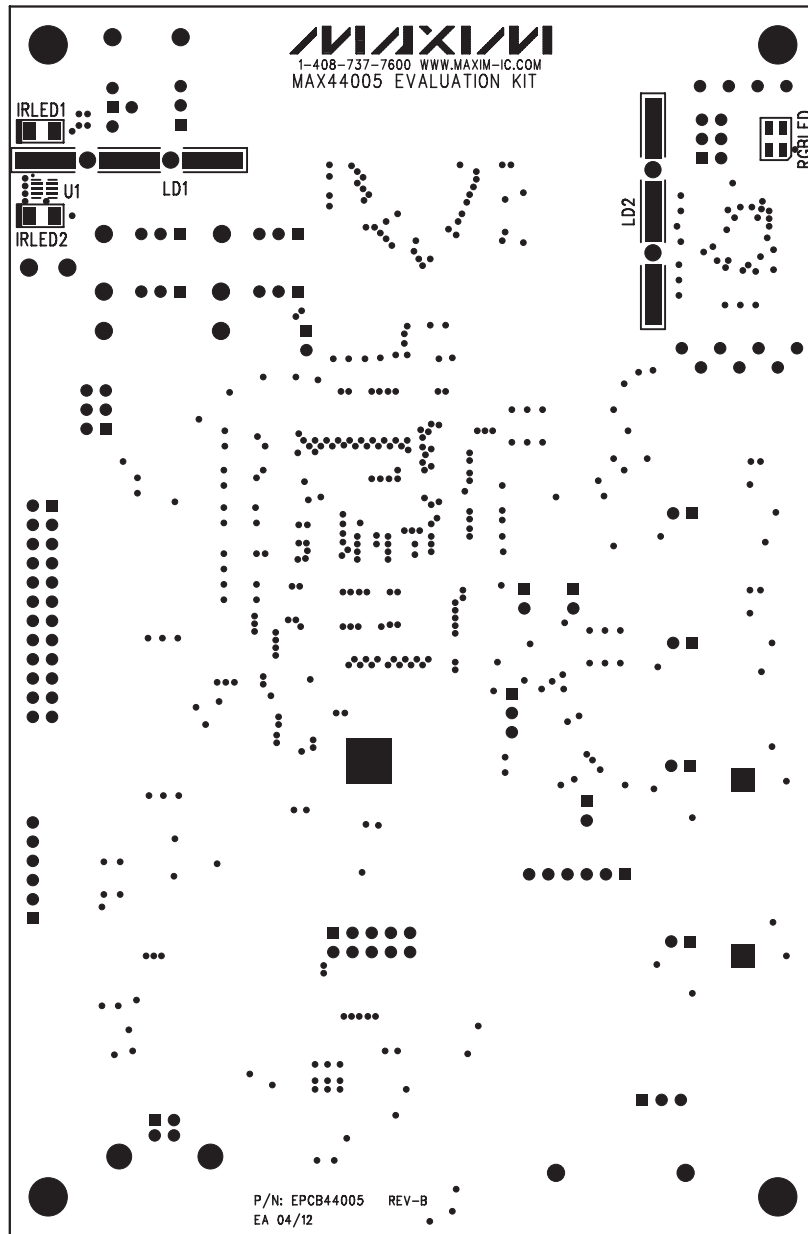 MAXIM
1-408-737-7600 WWW.MAXIM-IC.COM
MAX44005 EVALUATION KIT
IRLED1
RGBLED
LD1
U1
LD2
IRLED2
P/N: EPCB44005 REV-B
EA 04/12